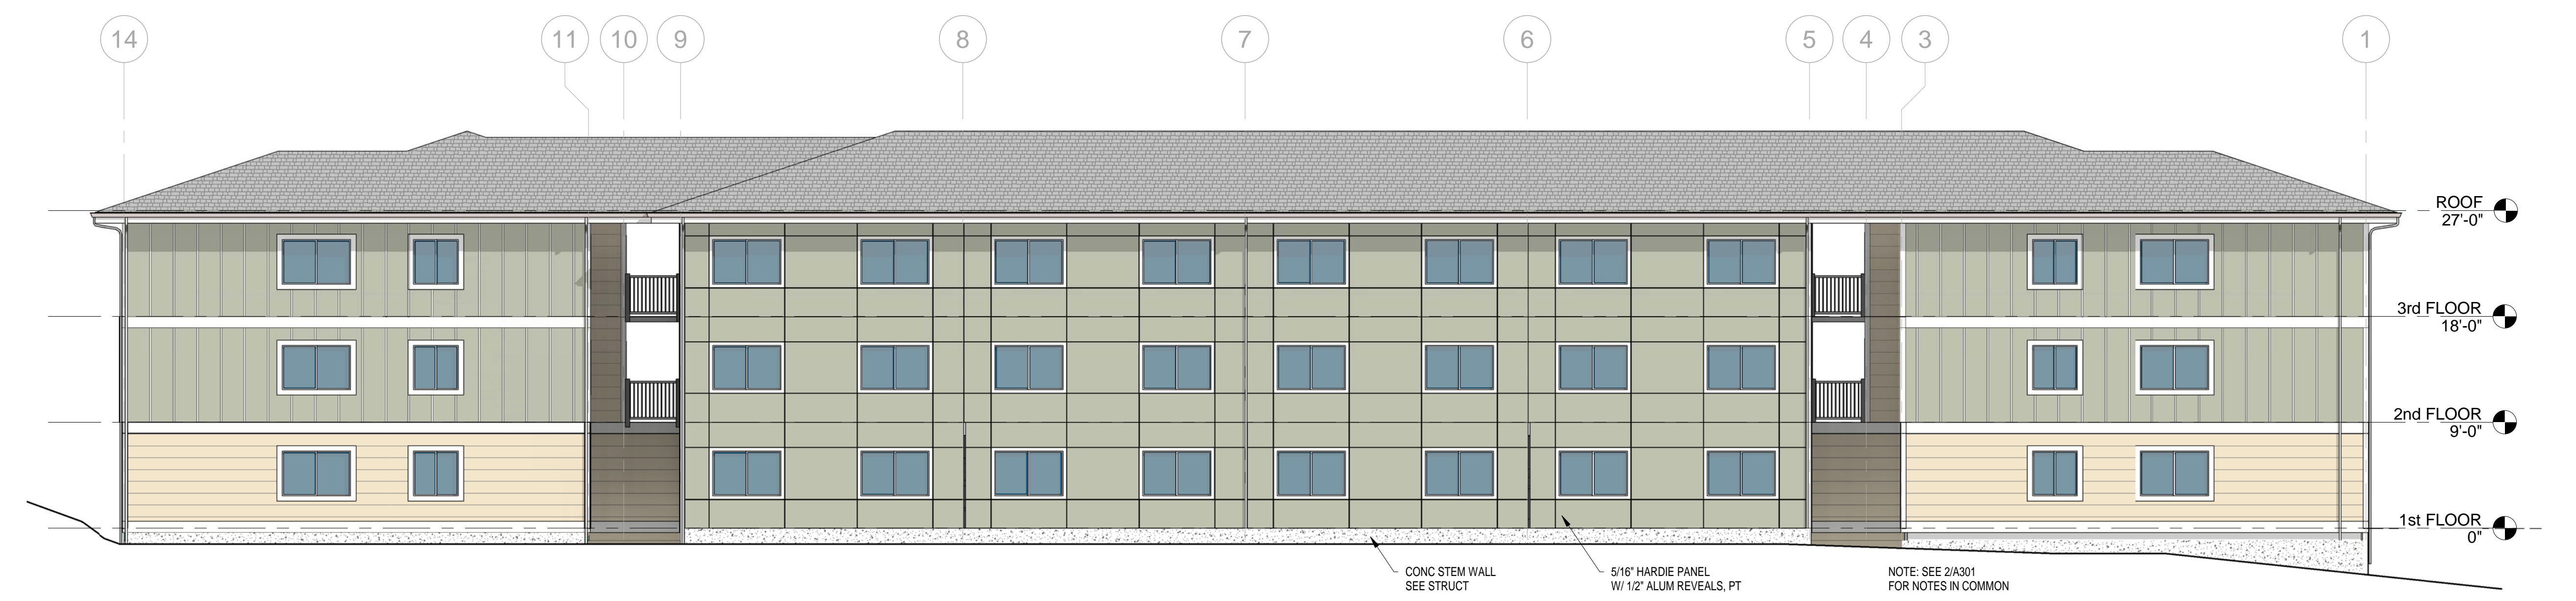 14 11 10 9 8 7 6 5 4 3 1
ROOF
27'-0"
3rd FLOOR
18'-0"
2nd FLOOR
9'-0"
1st FLOOR
0"
CONC STEM WALL
SEE STRUCT
5/16" HARDIE PANEL
W/ 1/2" ALUM REVEALS, PT
NOTE: SEE 2/A301
FOR NOTES IN COMMON